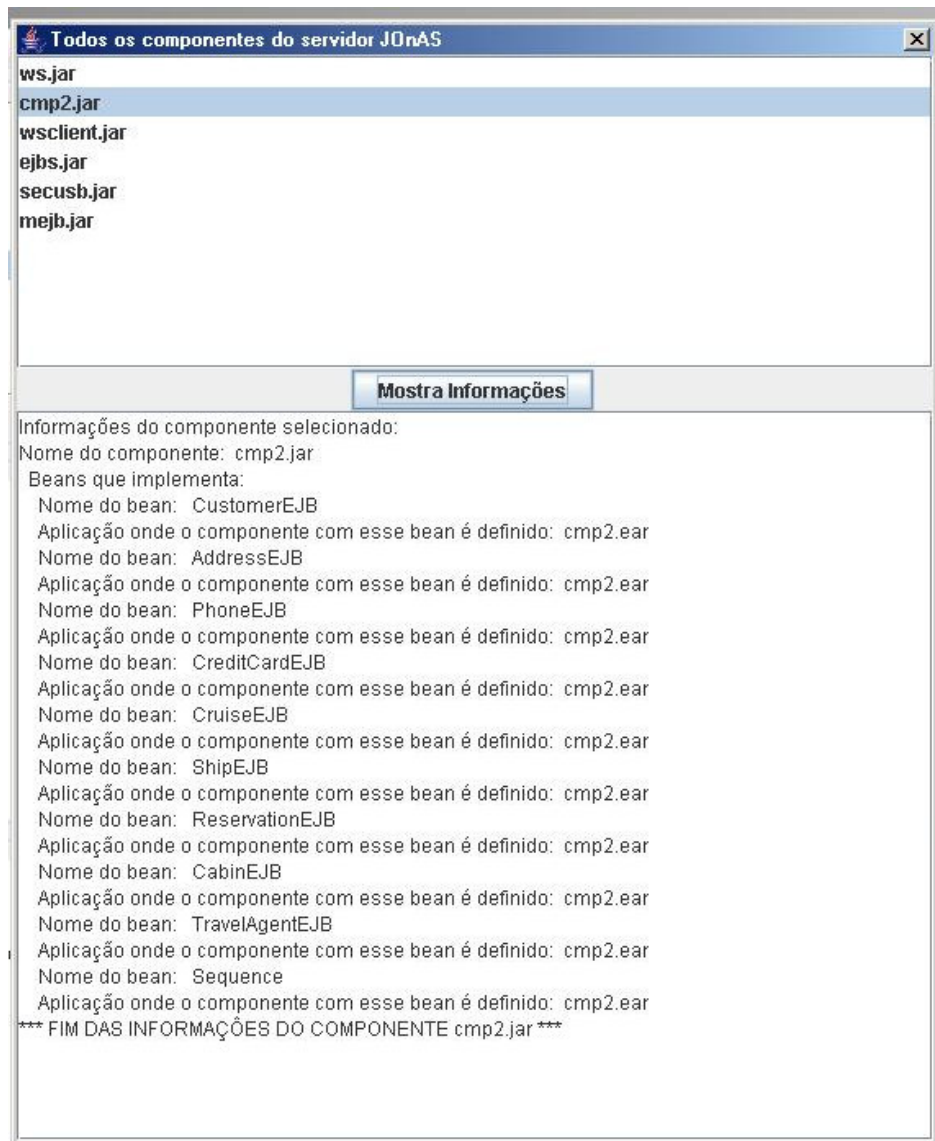 Todos os componentes do servidor JOnAS
ws.jar
cmp2.jar
wsclient.jar
ejbs.jar
secusb.jar
mejb.jar
Mostra Informações
Informações do componente selecionado:
Nome do componente: cmp2.jar
Beans que implementa:
Nome do bean: CustomerEJB
Aplicação onde o componente com esse bean é definido: cmp2.ear
Nome do bean: AddressEJB
Aplicação onde o componente com esse bean é definido: cmp2.ear
Nome do bean: PhoneEJB
Aplicação onde o componente com esse bean é definido: cmp2.ear
Nome do bean: CreditCardEJB
Aplicação onde o componente com esse bean é definido: cmp2.ear
Nome do bean: CruiseEJB
Aplicação onde o componente com esse bean é definido: cmp2.ear
Nome do bean: ShipEJB
Aplicação onde o componente com esse bean é definido: cmp2.ear
Nome do bean: ReservationEJB
Aplicação onde o componente com esse bean é definido: cmp2.ear
Nome do bean: CabinEJB
Aplicação onde o componente com esse bean é definido: cmp2.ear
Nome do bean: TravelAgentEJB
Aplicação onde o componente com esse bean é definido: cmp2.ear
Nome do bean: Sequence
Aplicação onde o componente com esse bean é definido: cmp2.ear
*** FIM DAS INFORMAÇÔES DO COMPONENTE cmp2.jar ***